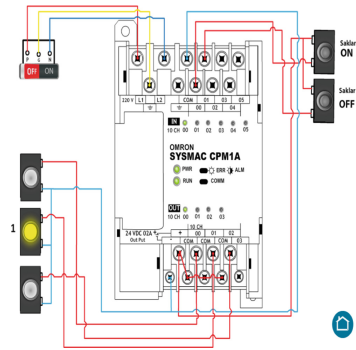 Saklar
ON
Saklar
OFF
P G N
OFF ON
220 V L1 L2 COM 01 03 05
00 02 04
IN
10 CH 00 01 02 03 04 05
OMRON
SYSMAC CPM1A
PWR ERR ALM
RUN COMM
OUT
10 CH 00 01 02 03
10 CH
24 VDC 02A + + 00 01 02
Out Put - COM COM COM 03
1